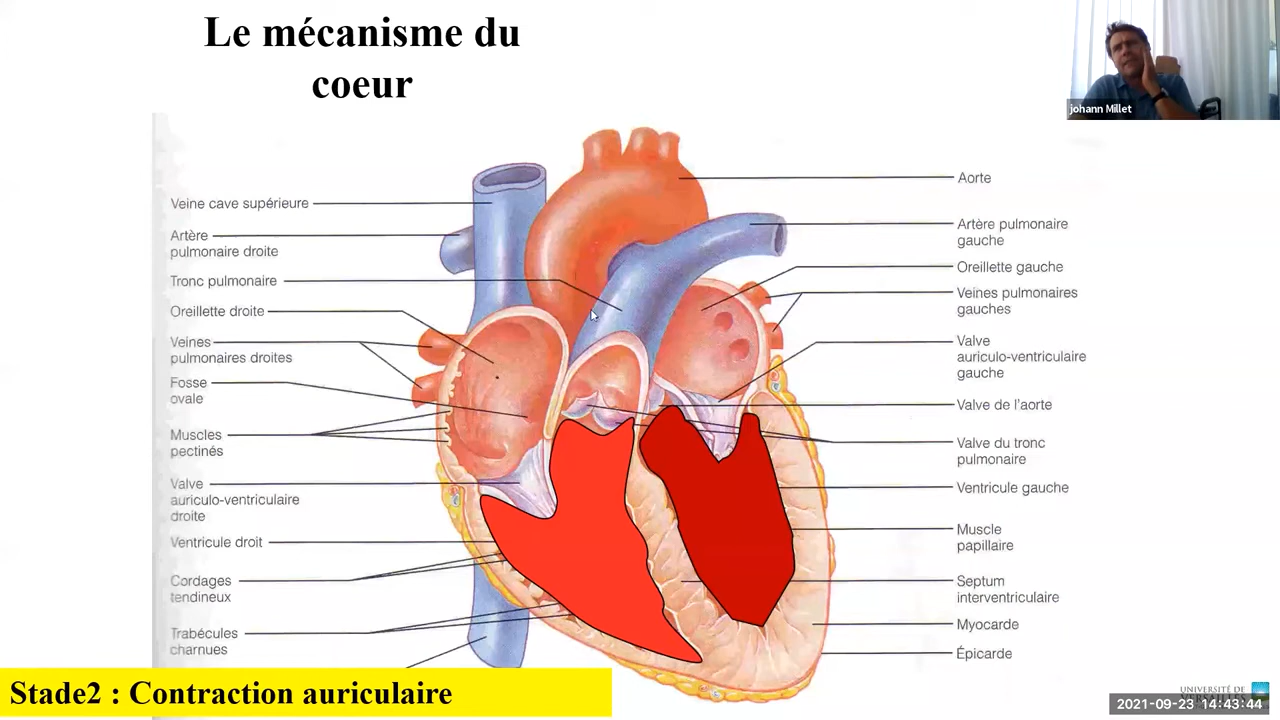 Le mécanisme du
coeur
johann Millet
Veine cave supérieure
Artère
pulmonaire droite
Tronc pulmonaire
Oreillette droite
Veines
pulmonaires droites
Fosse
ovale
Muscles
pectinés
Valve
auriculo-ventriculaire
droite
Ventricule droit
Cordages
tendineux
Trabécules
charnues
Aorte
Artère pulmonaire
gauche
Oreillette gauche
Veines pulmonaires
gauches
Valve
auriculo-ventriculaire
gauche
Valve de l'aorte
Valve du tronc
pulmonaire
Ventricule gauche
Muscle
papillaire
Septum
interventriculaire
Myocarde
Épicarde
Stade2 : Contraction auriculaire
UNIVERSITÉ DE
2021-09-23 14:43:44